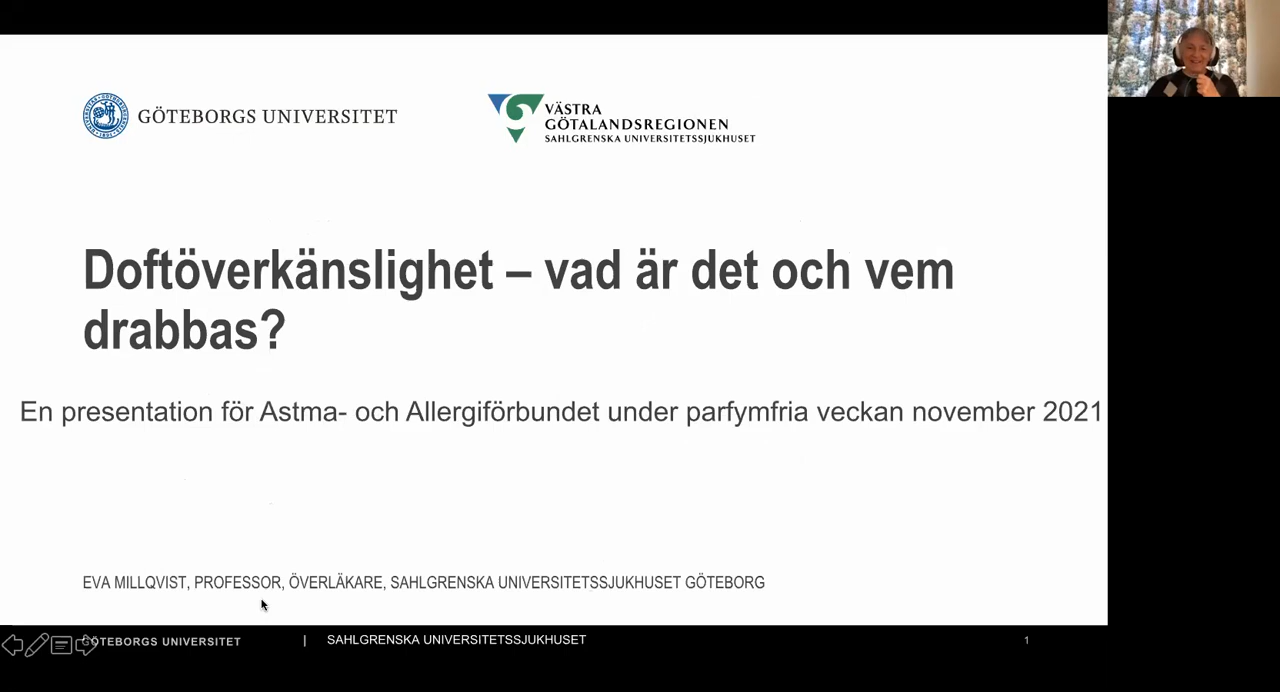 GÖTEBORGS UNIVERSITET
VÄSTRA
GÖTALANDSREGIONEN
SAHLGRENSKA UNIVERSITETSSJUKHUSET
Doftöverkänslighet – vad är det och vem
drabbas?
En presentation för Astma- och Allergiförbundet under parfymfria veckan november 2021
EVA MILLQVIST, PROFESSOR, ÖVERLÄKARE, SAHLGRENSKA UNIVERSITETSSJUKHUSET GÖTEBORG
GÖTEBORGS UNIVERSITET | SAHLGRENSKA UNIVERSITETSSJUKHUSET 1